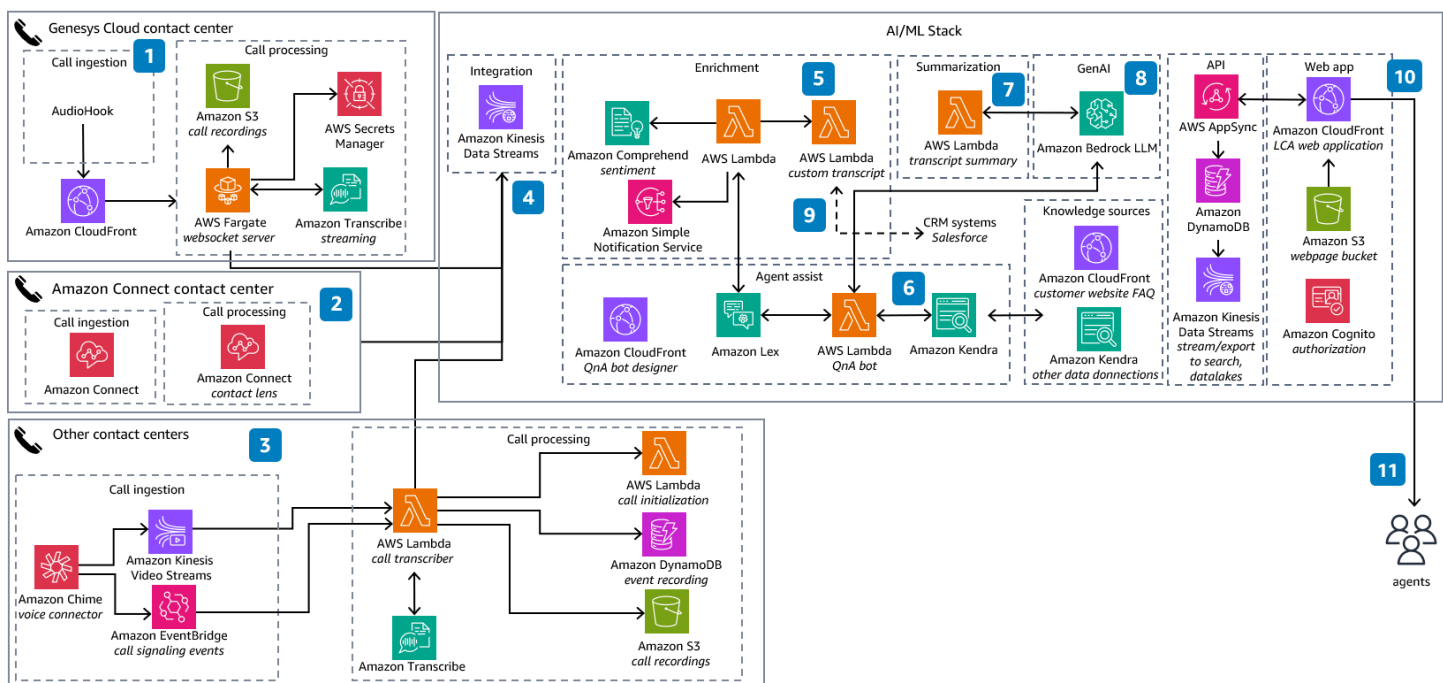 Genesys Cloud contact center
1
Call ingestion
AudioHook
Amazon CloudFront
Call processing
Amazon S3
call recordings
AWS Secrets
Manager
AWS Fargate
websocket server
Amazon Transcribe
streaming
Amazon Connect contact center
2
Call ingestion
Amazon Connect
Call processing
Amazon Connect
contact lens
Other contact centers
3
Call ingestion
Amazon Chime
voice connector
Amazon Kinesis
Video Streams
Amazon EventBridge
call signaling events
Call processing
AWS Lambda
call transcriber
Amazon Transcribe
AWS Lambda
call initialization
Amazon DynamoDB
event recording
Amazon S3
call recordings
AI/ML Stack
Integration
Amazon Kinesis
Data Streams
4
Enrichment
5
Amazon Comprehend
sentiment
AWS Lambda
AWS Lambda
custom transcript
Amazon Simple
Notification Service
9
CRM systems
Salesforce
Agent assist
6
Amazon CloudFront
QnA bot designer
Amazon Lex
AWS Lambda
QnA bot
Amazon Kendra
Summarization
7
AWS Lambda
transcript summary
GenAI
8
Amazon Bedrock LLM
Knowledge sources
Amazon CloudFront
customer website FAQ
Amazon Kendra
other data donnections
API
AWS AppSync
Amazon
DynamoDB
Amazon Kinesis
Data Streams
stream/export
to search,
datalakes
Web app
10
Amazon CloudFront
LCA web application
Amazon S3
webpage bucket
Amazon Cognito
authorization
11
agents